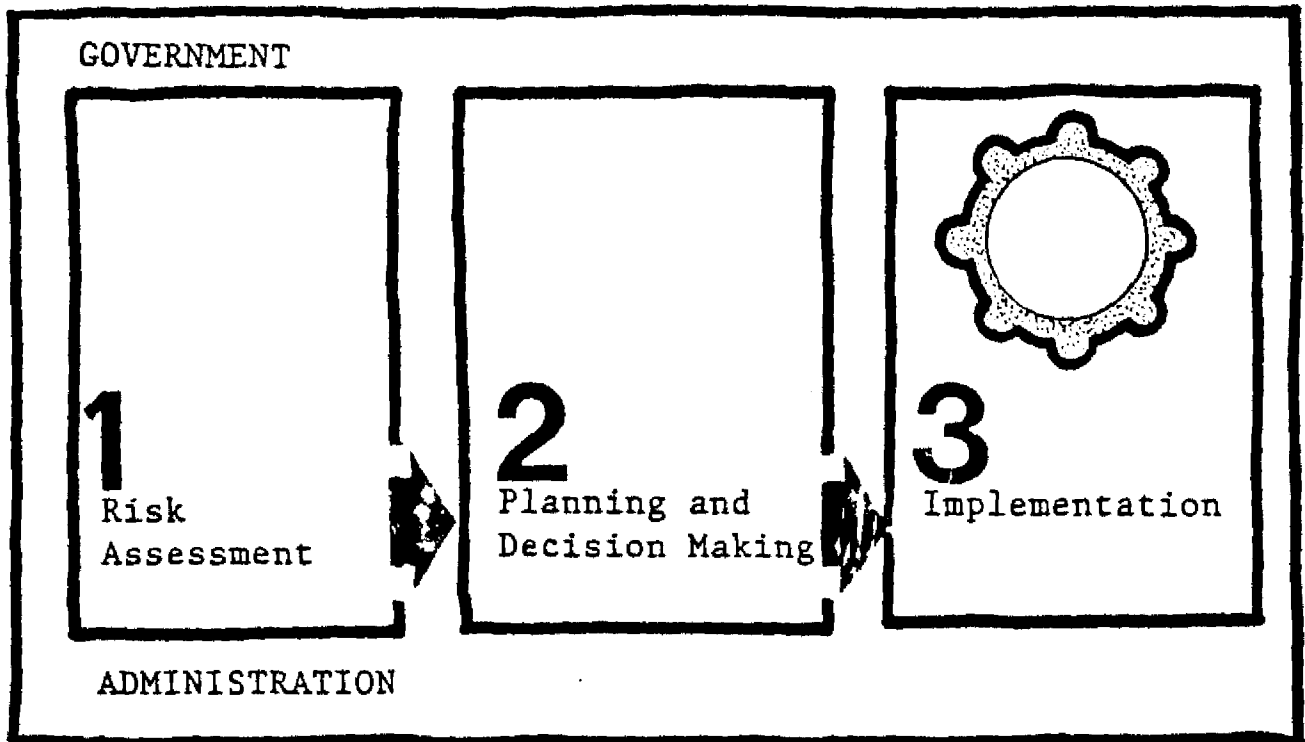 GOVERNMENT
1
Risk
Assessment
2
Planning and
Decision Making
3
Implementation
ADMINISTRATION